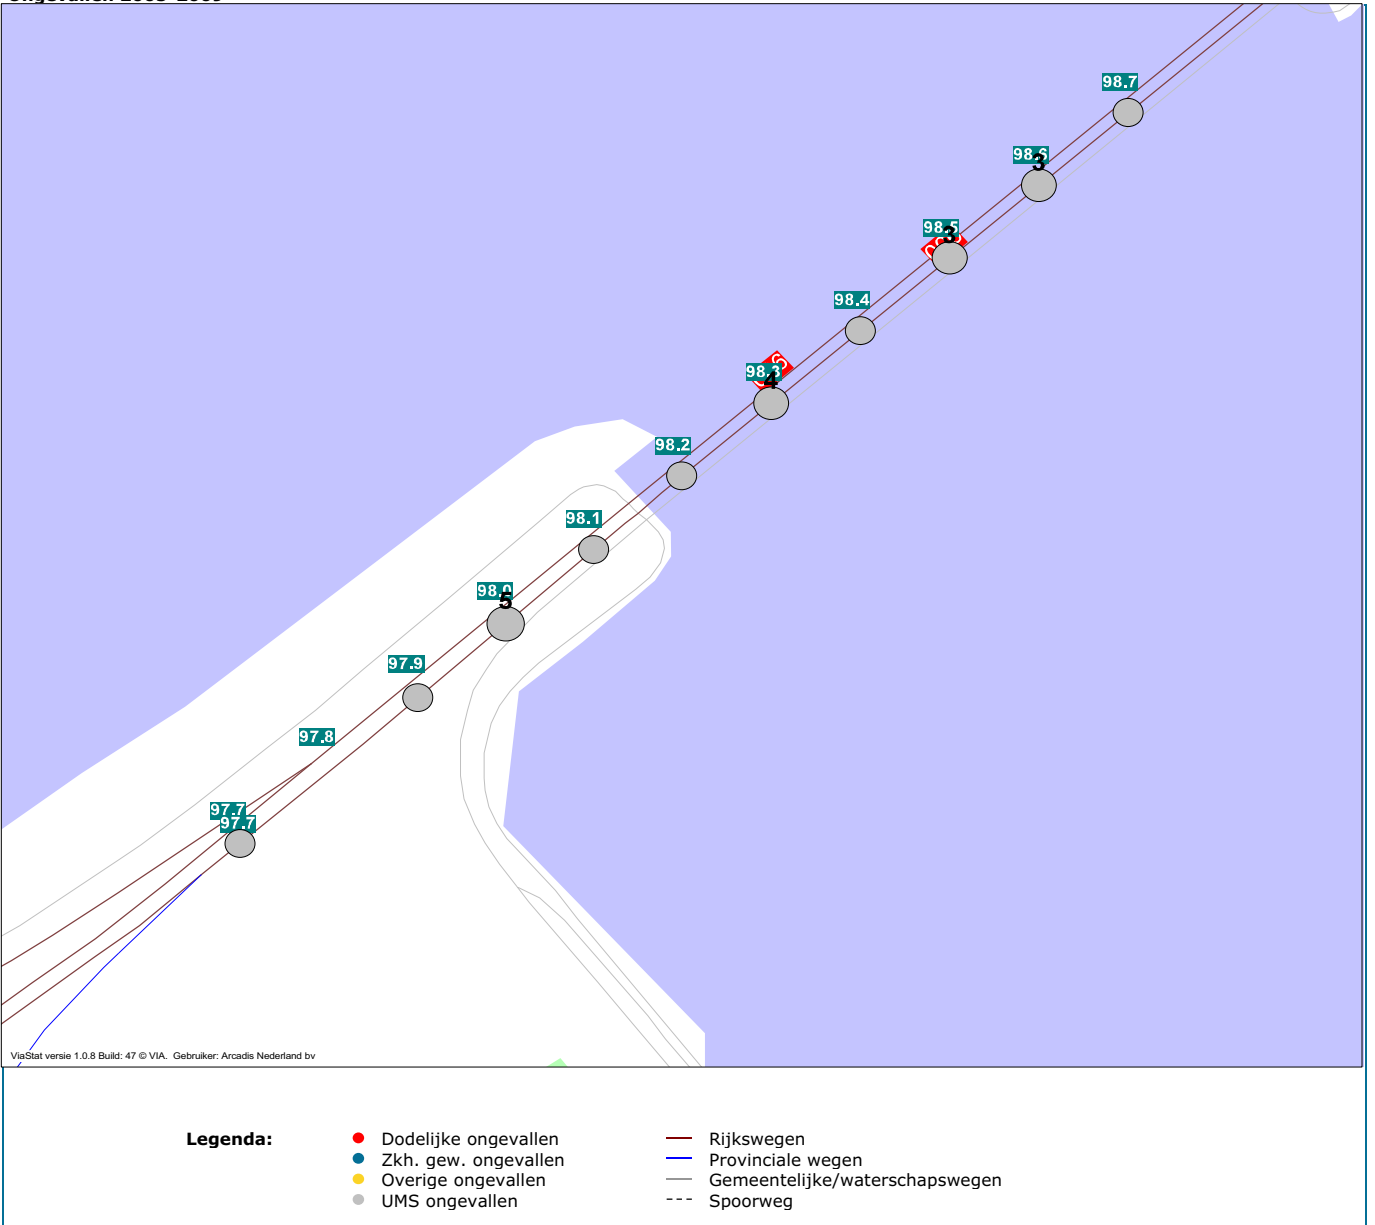 98.7
98.6
3
98.5
3
98.4
98.3
4
98.2
98.1
98.0
5
97.9
97.8
97.7
97.7
ViaStat versie 1.0.8 Build: 47 © VIA. Gebruiker: Arcadis Nederland bv
Legenda:
Dodelijke ongevallen
Rijkswegen
Zkh. gew. ongevallen
Provinciale wegen
Overige ongevallen
Gemeentelijke/waterschapswegen
UMS ongevallen
Spoorweg